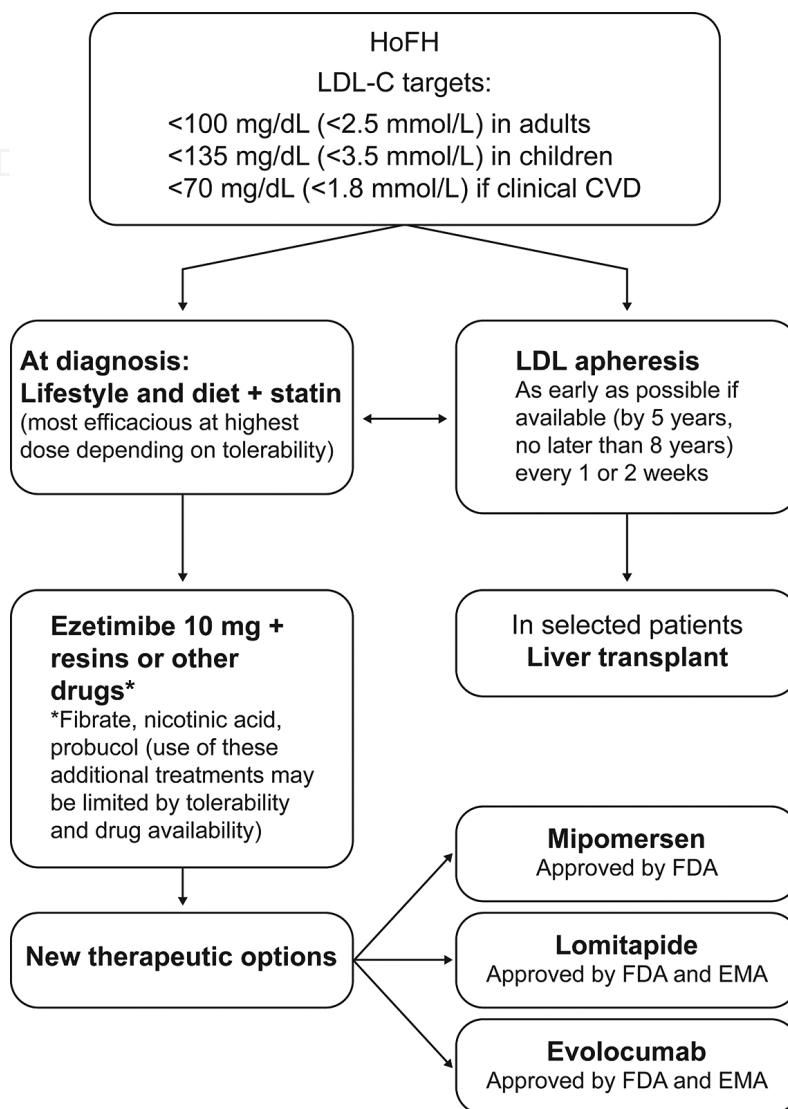 HoFH
LDL-C targets:
<100 mg/dL (<2.5 mmol/L) in adults
<135 mg/dL (<3.5 mmol/L) in children
<70 mg/dL (<1.8 mmol/L) if clinical CVD
At diagnosis:
Lifestyle and diet + statin
(most efficacious at highest
dose depending on tolerability)
LDL apheresis
As early as possible if
available (by 5 years,
no later than 8 years)
every 1 or 2 weeks
Ezetimibe 10 mg +
resins or other
drugs*
*Fibrate, nicotinic acid,
probucol (use of these
additional treatments may
be limited by tolerability
and drug availability)
In selected patients
Liver transplant
New therapeutic options
Mipomersen
Approved by FDA
Lomitapide
Approved by FDA and EMA
Evolocumab
Approved by FDA and EMA